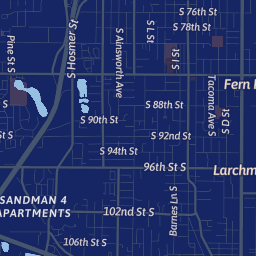 S 76th St
S 78th St
Pine St S
S Hosmer St
S Ainsworth Ave
S L St
S I St
Fern
S 88th St
Tacoma Ave S
S D St
S
S 90th St
St S
S 92nd St
S 94th St
96th St S
Larchm
SANDMAN 4
APARTMENTS
Barnes Ln S
102nd St S
106th St S